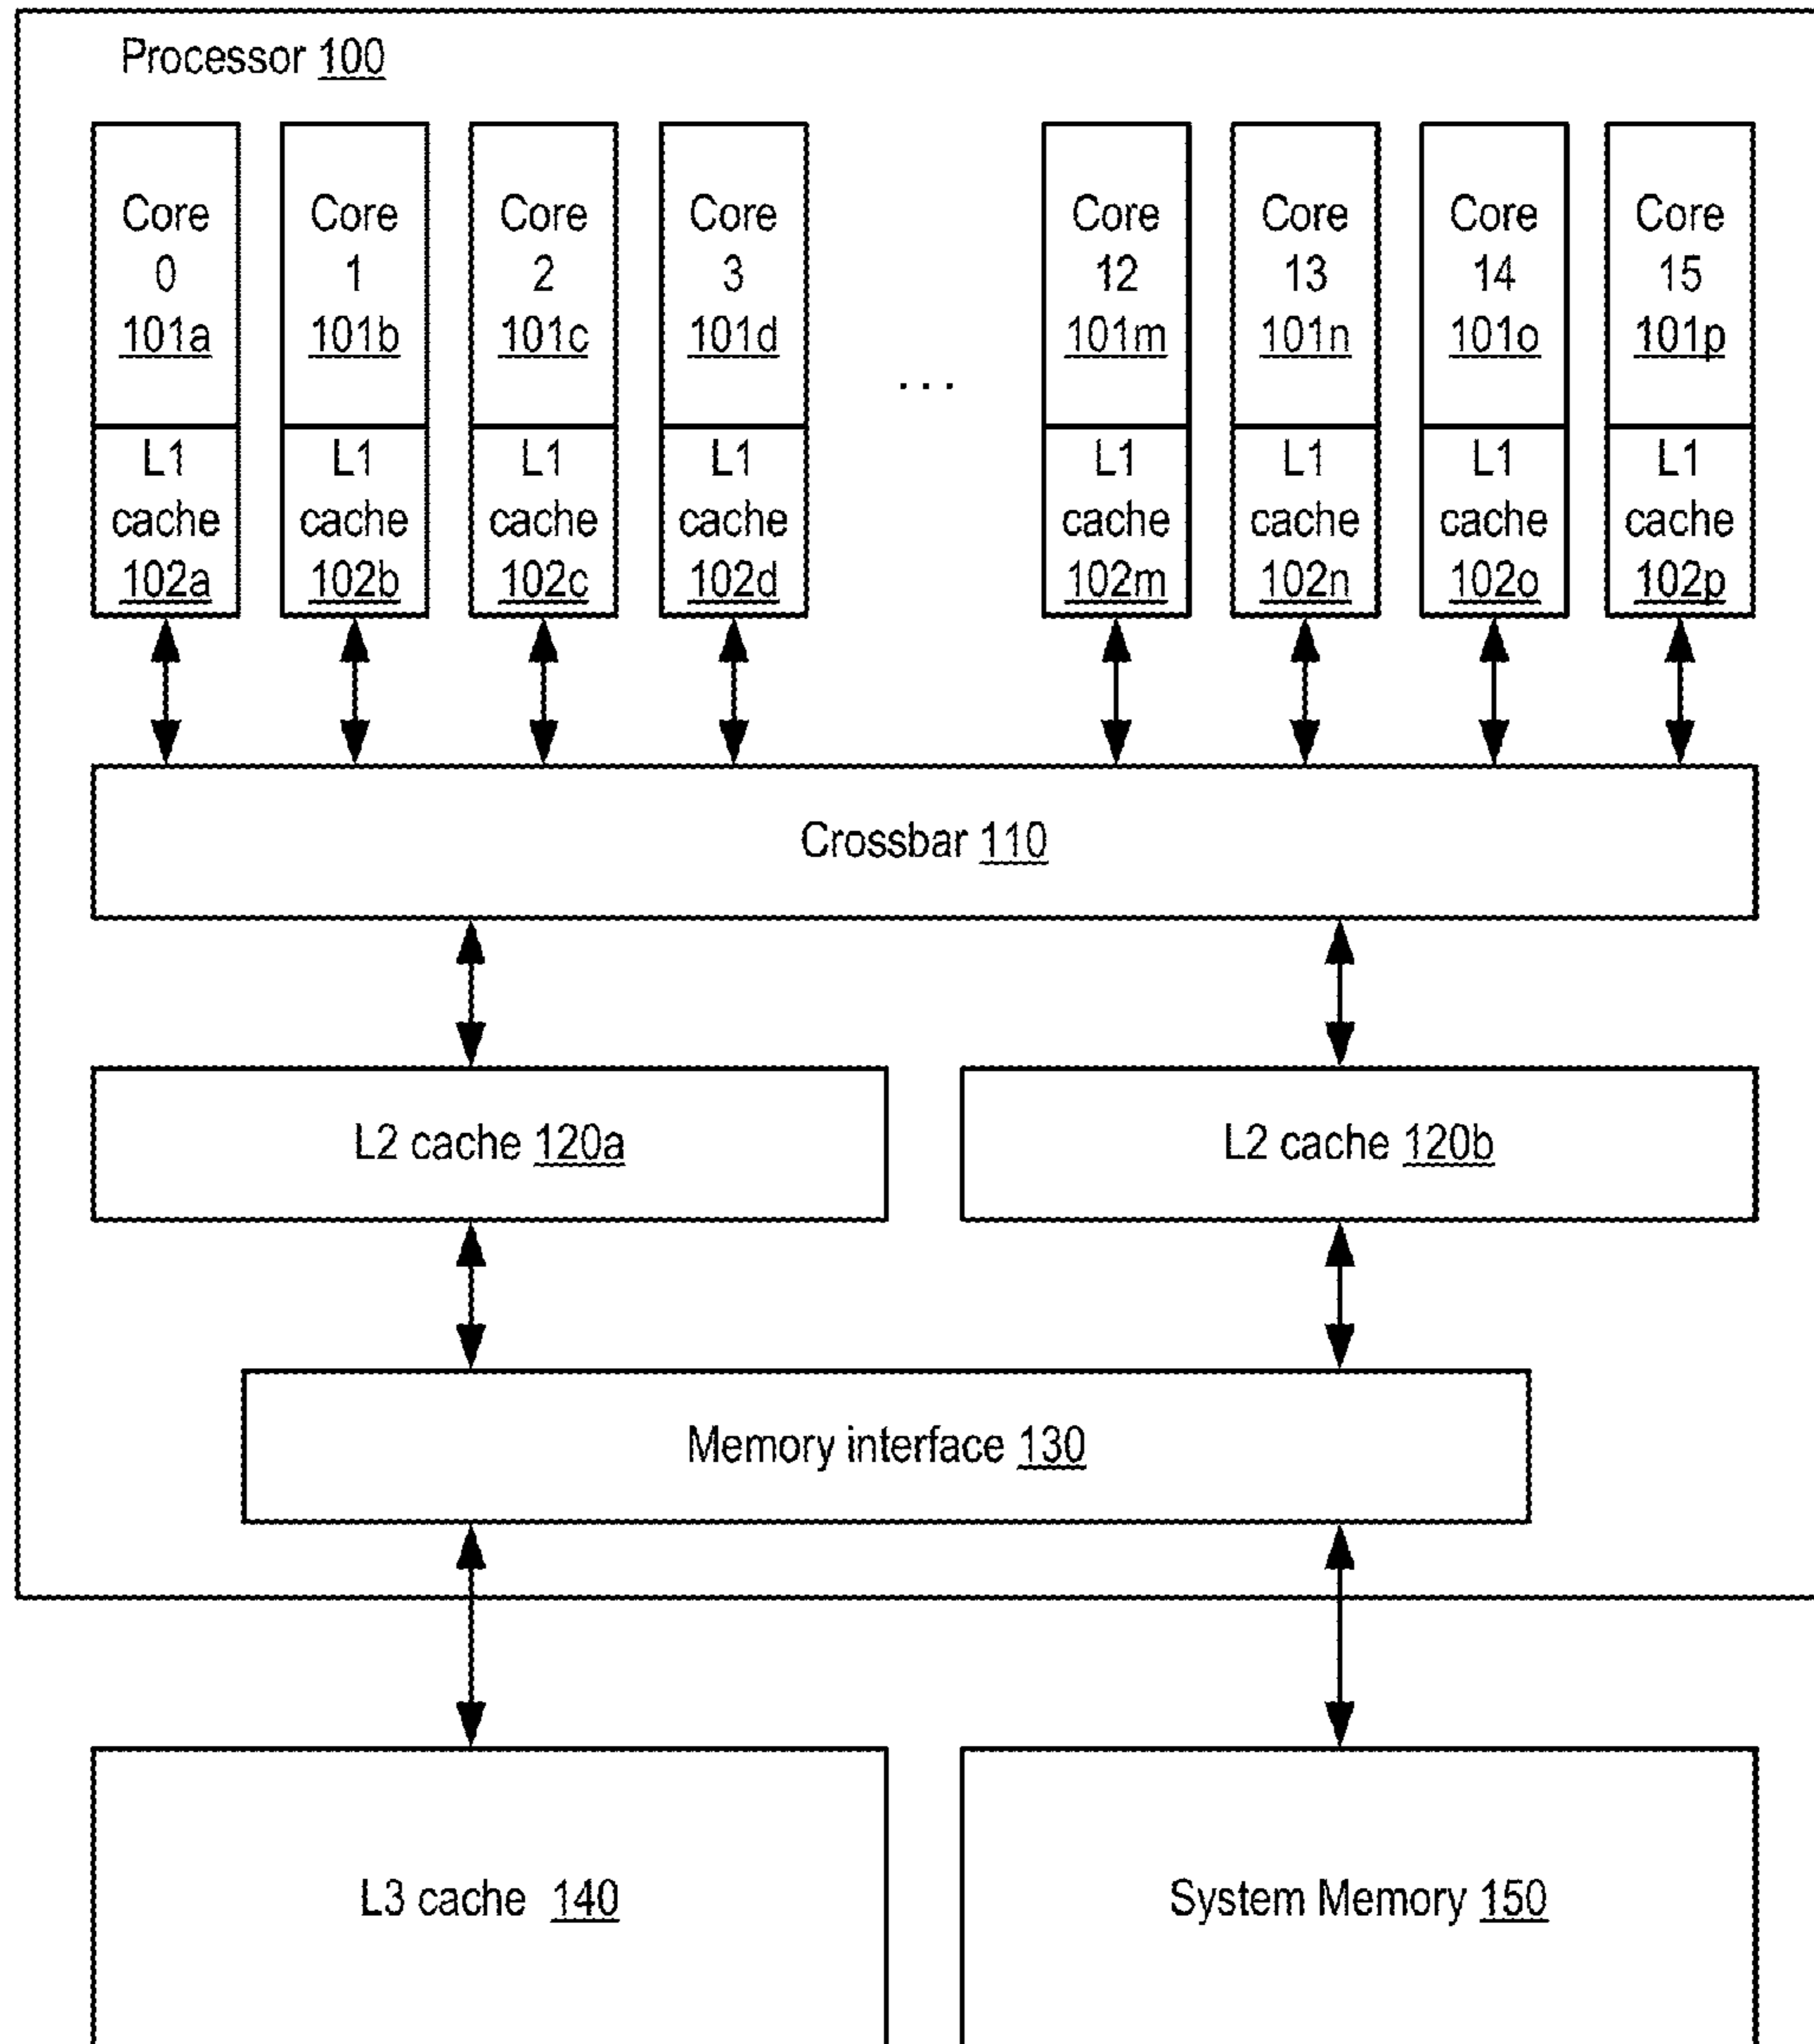 Processor 100
Core Core Core Core Core Core Core Core
0 1 2 3 12 13 14 15
101a 101b 101c 101d 101m 101n 101o 101p
...
L1 L1 L1 L1 L1 L1 L1 L1
cache cache cache cache cache cache cache cache
102a 102b 102c 102d 102m 102n 102o 102p
Crossbar 110
L2 cache 120a L2 cache 120b
Memory interface 130
L3 cache 140 System Memory 150